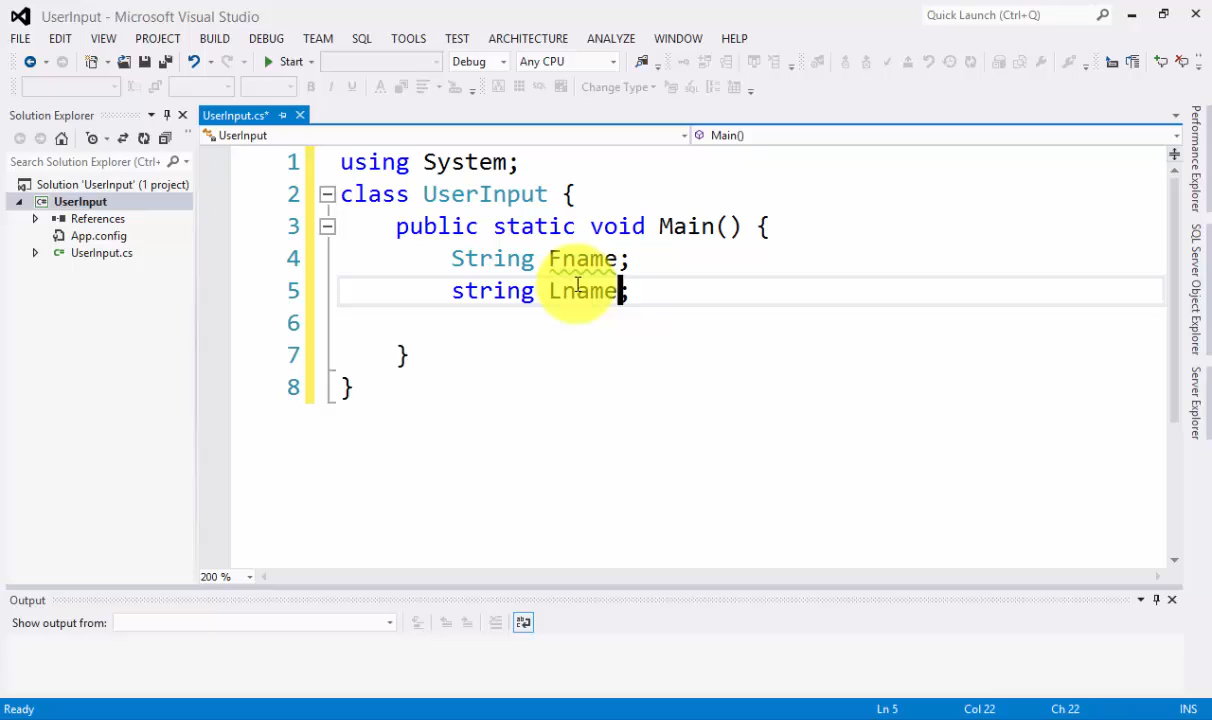 UserInput - Microsoft Visual Studio
Quick Launch (Ctrl+Q)
FILE EDIT VIEW PROJECT BUILD DEBUG TEAM SQL TOOLS TEST ARCHITECTURE ANALYZE WINDOW HELP
Start Debug Any CPU
Change Type
Solution Explorer
UserInput.cs*
UserInput
Main()
Search Solution Explorer (Ctrl+
Solution 'UserInput' (1 project)
UserInput
References
App.config
UserInput.cs
1 using System;
2 class UserInput {
3 public static void Main() {
4 String Fname;
5 string Lname;
6
7 }
8 }
200 %
Performance Explorer
SQL Server Object Explorer
Server Explorer
Output
Show output from:
Ready
Ln 5 Col 22 Ch 22 INS